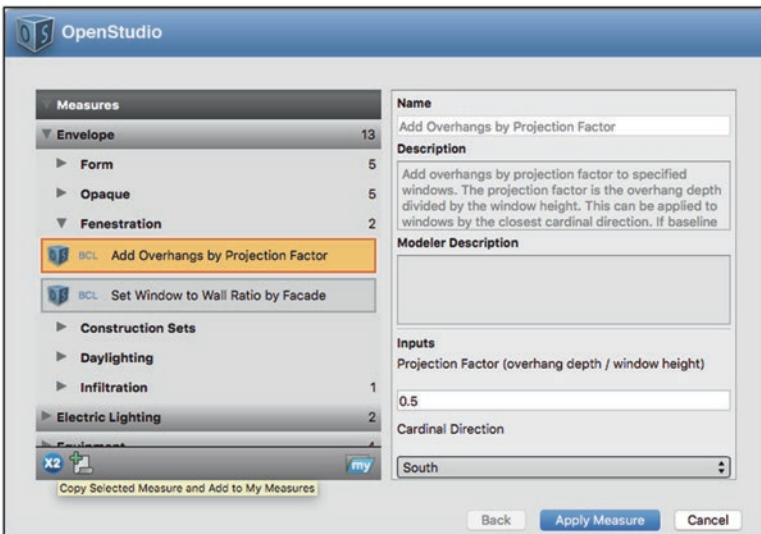 OS OpenStudio
Measures
Envelope 13
Form 5
Opaque 5
Fenestration 2
BCL Add Overhangs by Projection Factor
BCL Set Window to Wall Ratio by Facade
Construction Sets
Daylighting
Infiltration 1
Electric Lighting 2
Equipment 4
X2 my
Copy Selected Measure and Add to My Measures
Name
Add Overhangs by Projection Factor
Description
Add overhangs by projection factor to specified
windows. The projection factor is the overhang depth
divided by the window height. This can be applied to
windows by the closest cardinal direction. If baseline
Modeler Description
Inputs
Projection Factor (overhang depth / window height)
0.5
Cardinal Direction
South
Back Apply Measure Cancel